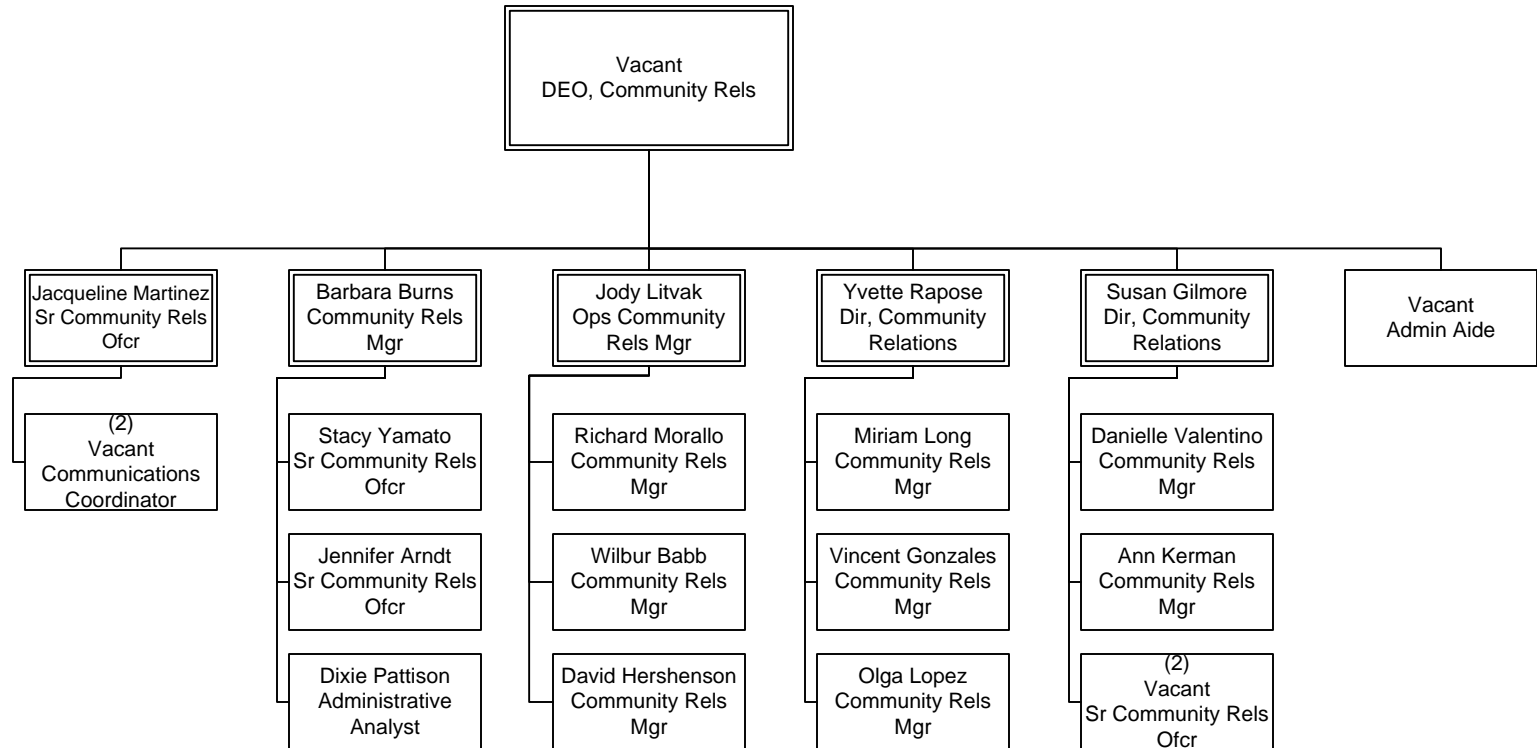 Vacant
DEO, Community Rels
Jacqueline Martinez
Sr Community Rels
Ofcr
Barbara Burns
Community Rels
Mgr
Jody Litvak
Ops Community
Rels Mgr
Yvette Rapose
Dir, Community
Relations
Susan Gilmore
Dir, Community
Relations
Vacant
Admin Aide
(2)
Vacant
Communications
Coordinator
Stacy Yamato
Sr Community Rels
Ofcr
Richard Morallo
Community Rels
Mgr
Miriam Long
Community Rels
Mgr
Danielle Valentino
Community Rels
Mgr
Jennifer Arndt
Sr Community Rels
Ofcr
Wilbur Babb
Community Rels
Mgr
Vincent Gonzales
Community Rels
Mgr
Ann Kerman
Community Rels
Mgr
Dixie Pattison
Administrative
Analyst
David Hershenson
Community Rels
Mgr
Olga Lopez
Community Rels
Mgr
(2)
Vacant
Sr Community Rels
Ofcr